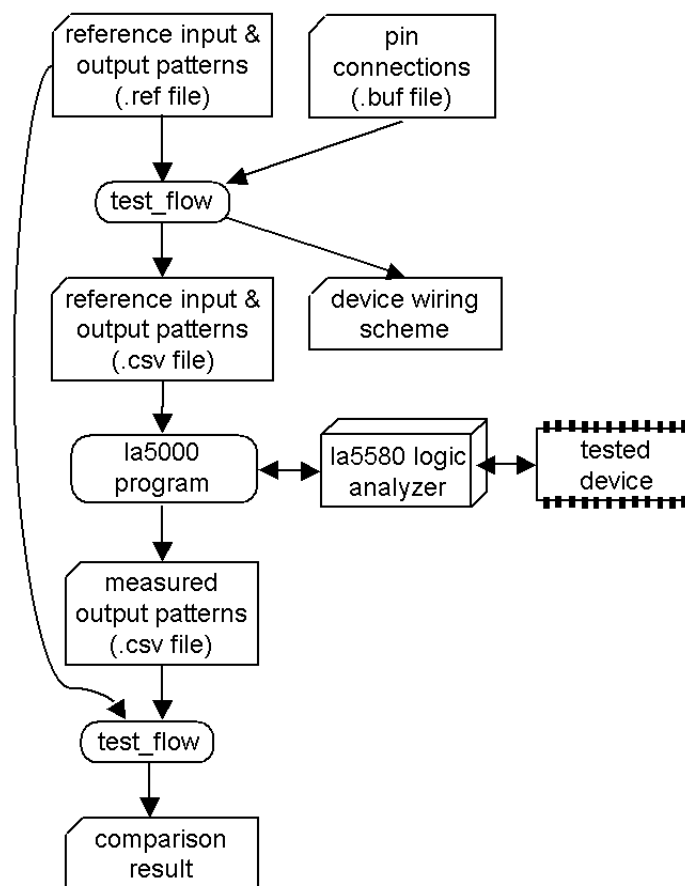 reference input &
output patterns
(.ref file)
pin
connections
(.buf file)
test_flow
reference input &
output patterns
(.csv file)
device wiring
scheme
la5000
program
la5580 logic
analyzer
tested
device
measured
output patterns
(.csv file)
test_flow
comparison
result